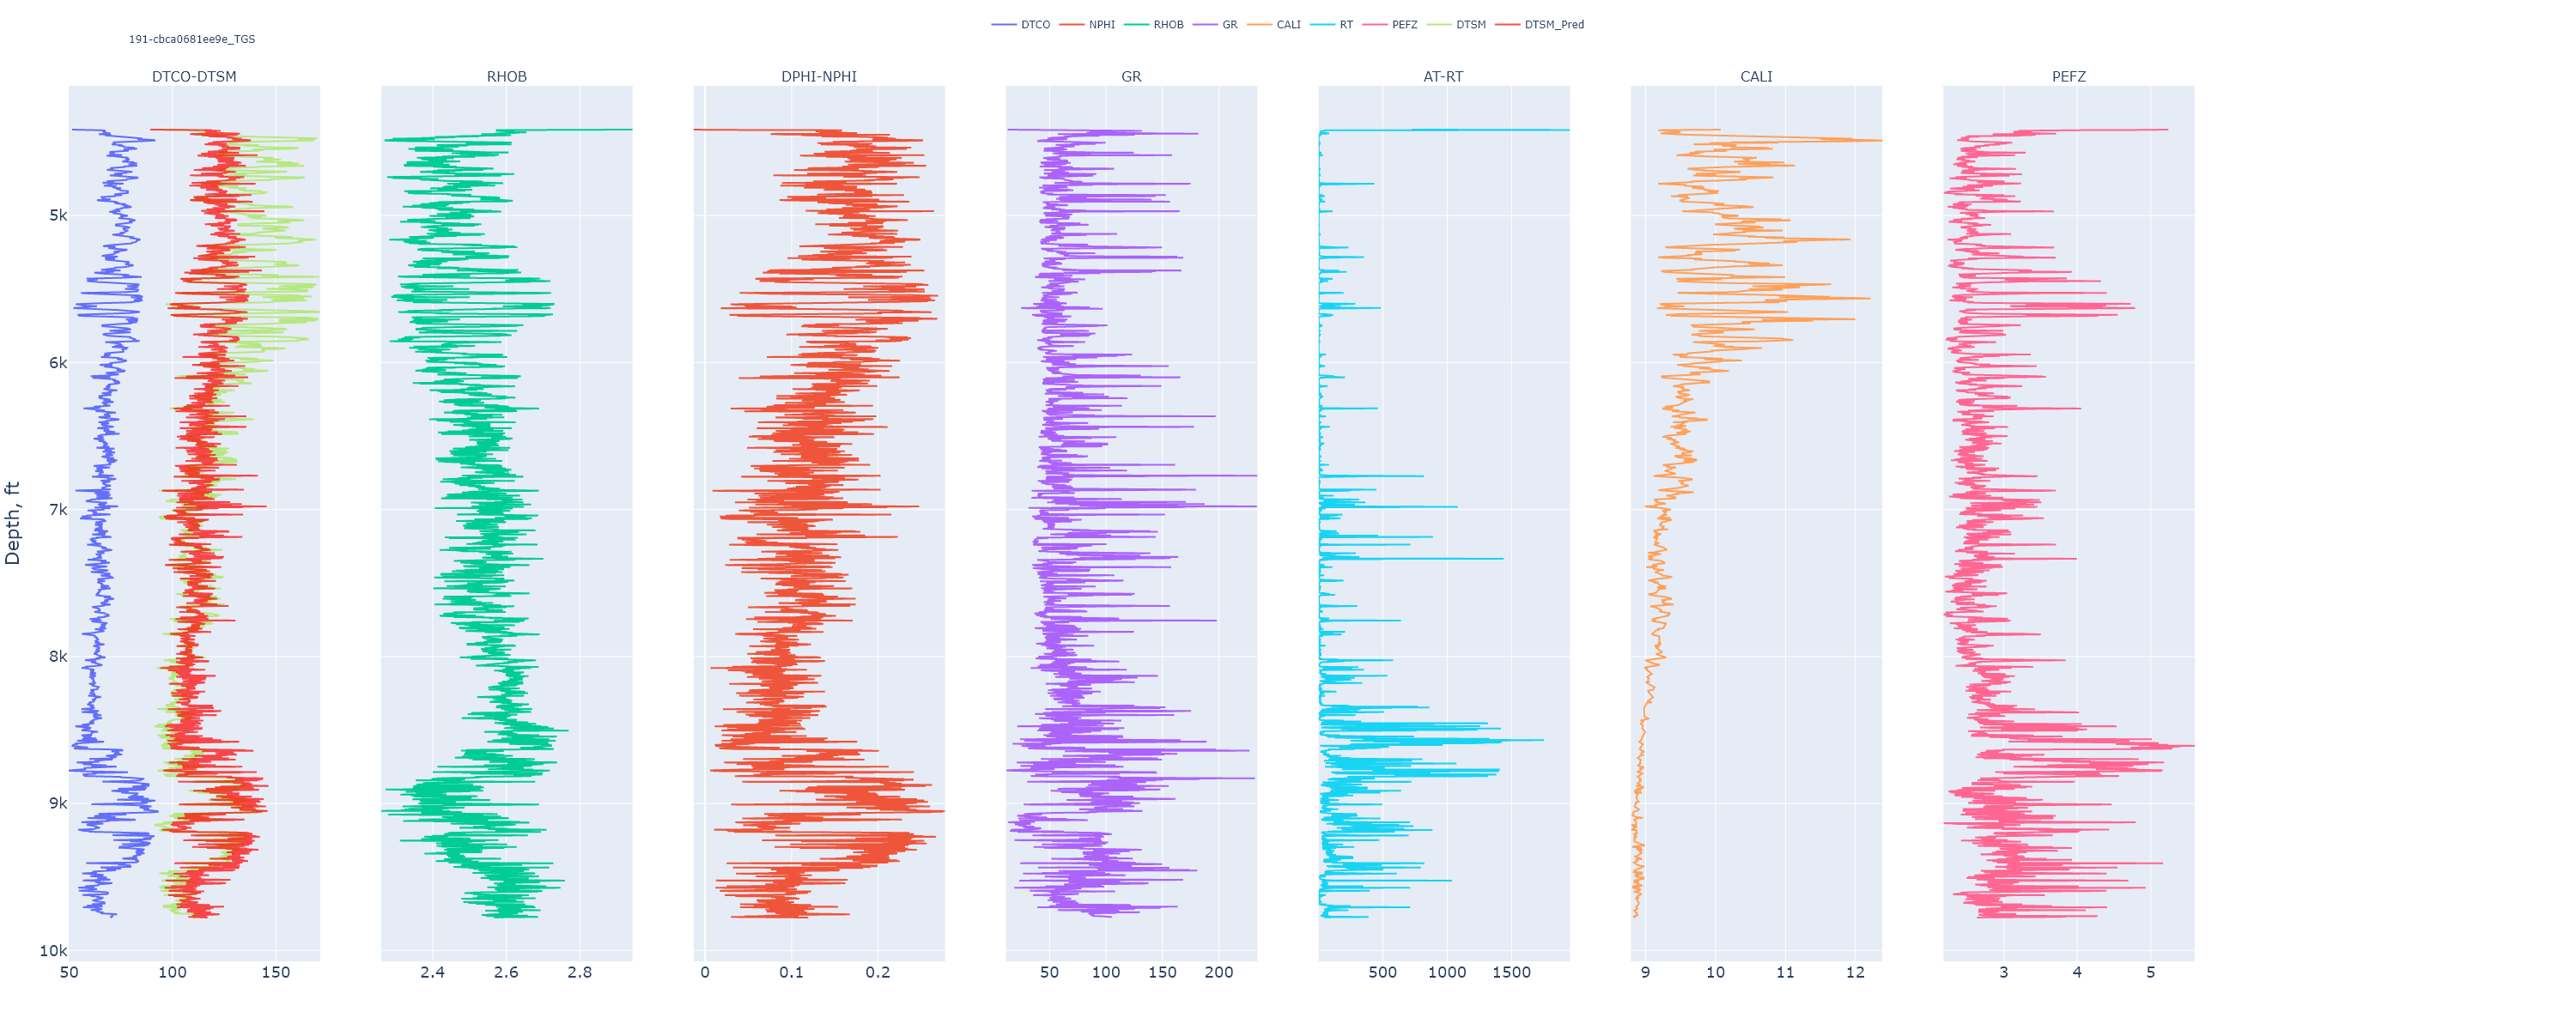 DTCO NPHI RHOB GR CALI RT PEFZ DTSM DTSM_Pred
191-cbca0681ee9e_TGS
DTCO-DTSM RHOB DPHI-NPHI GR AT-RT CALI PEFZ
5k
6k
7k
Depth, ft
8k
9k
10k
50 100 150 2.4 2.6 2.8 0 0.1 0.2 50 100 150 200 500 1000 1500 9 10 11 12 3 4 5